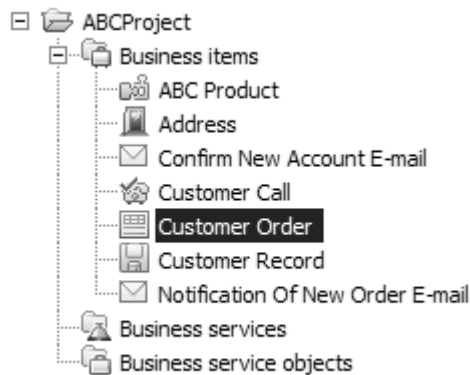 ABCProject
Business items
ABC Product
Address
Confirm New Account E-mail
Customer Call
Customer Order
Customer Record
Notification Of New Order E-mail
Business services
Business service objects